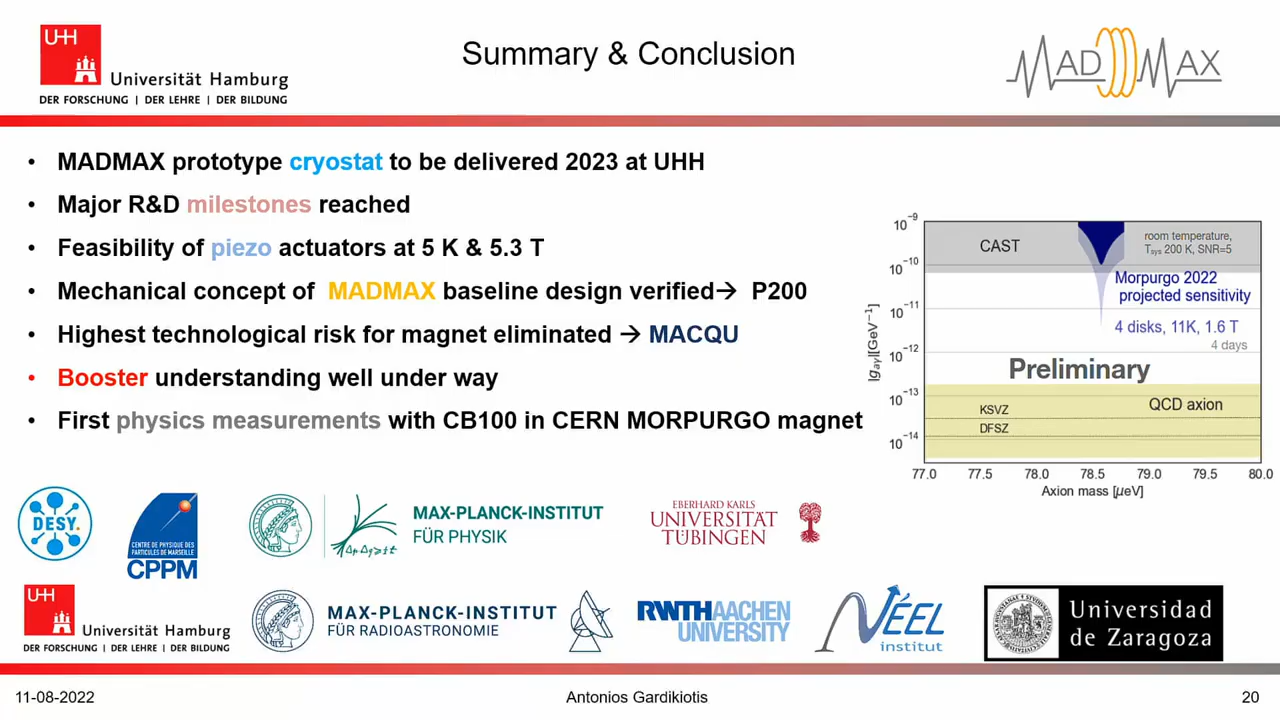 UHH
Universität Hamburg
DER FORSCHUNG | DER LEHRE | DER BILDUNG
Summary & Conclusion
MADMAX
• MADMAX prototype cryostat to be delivered 2023 at UHH
• Major R&D milestones reached
• Feasibility of piezo actuators at 5 K & 5.3 T
• Mechanical concept of MADMAX baseline design verified→ P200
• Highest technological risk for magnet eliminated → MACQU
• Booster understanding well under way
• First physics measurements with CB100 in CERN MORPURGO magnet
|gaγ|[GeV⁻¹]
10⁻⁹
10⁻¹⁰
10⁻¹¹
10⁻¹²
10⁻¹³
10⁻¹⁴
CAST
room temperature,
Tsys 200 K, SNR=5
Morpurgo 2022
projected sensitivity
4 disks, 11K, 1.6 T
4 days
Preliminary
QCD axion
KSVZ
DFSZ
77.0 77.5 78.0 78.5 79.0 79.5 80.0
Axion mass [μeV]
DESY.
CENTRE DE PHYSIQUE DES
PARTICULES DE MARSEILLE
CPPM
Δp·Δq≥½t
MAX-PLANCK-INSTITUT
FÜR PHYSIK
EBERHARD KARLS
UNIVERSITÄT
TÜBINGEN
UHH
Universität Hamburg
DER FORSCHUNG | DER LEHRE | DER BILDUNG
MAX-PLANCK-INSTITUT
FÜR RADIOASTRONOMIE
RWTHAACHEN
UNIVERSITY
NÉEL
institut
Universidad
de Zaragoza
11-08-2022
Antonios Gardikiotis
20